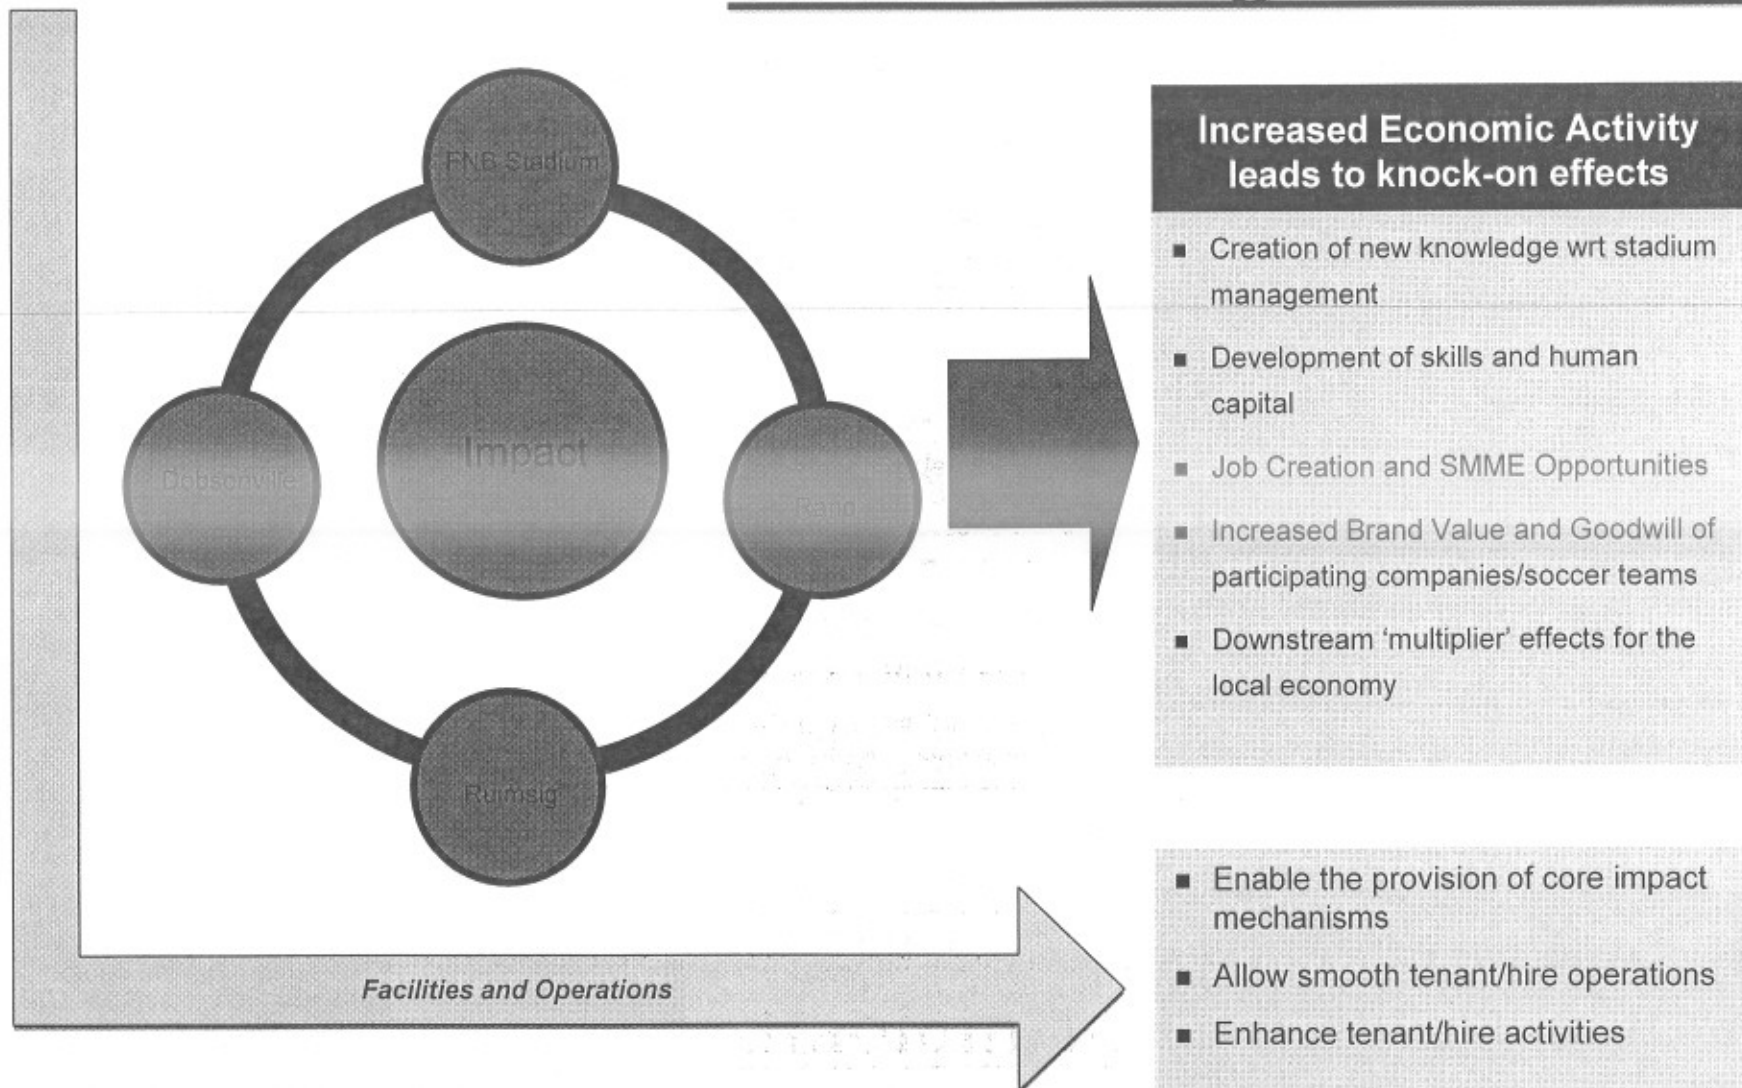 FNB Stadium
Impact
Dobsonville
Rand
Ruimsig
Increased Economic Activity
leads to knock-on effects
▪ Creation of new knowledge wrt stadium
management
▪ Development of skills and human
capital
▪ Job Creation and SMME Opportunities
▪ Increased Brand Value and Goodwill of
participating companies/soccer teams
▪ Downstream ‘multiplier’ effects for the
local economy
Facilities and Operations
▪ Enable the provision of core impact
mechanisms
▪ Allow smooth tenant/hire operations
▪ Enhance tenant/hire activities